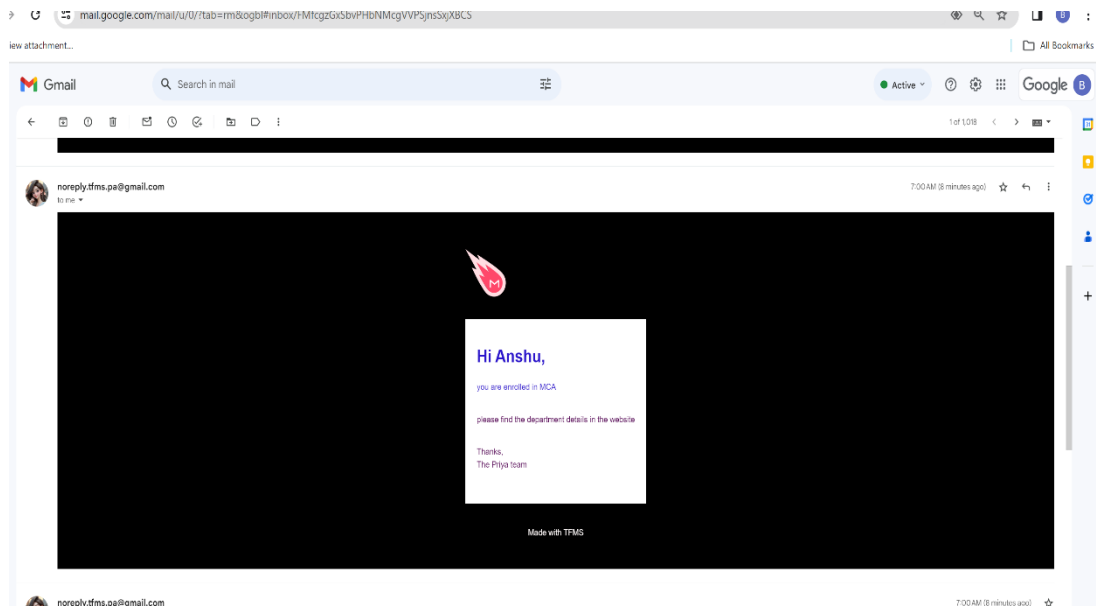 mail.google.com/mail/u/0/?tab=rm&ogbl#inbox/FMfcgzGxSbvPHbNMcgVVPSjnsSxjXBCS
B
iew attachment...
All Bookmarks
Gmail
Search in mail
Active
Google
B
1 of 1,018
noreply.tfms.pa@gmail.com
7:00 AM (8 minutes ago)
to me
M
Hi Anshu,
you are enrolled in MCA
please find the department details in the website
Thanks,
The Priya team
Made with TFMS
noreply.tfms.pa@gmail.com
7:00 AM (8 minutes ago)